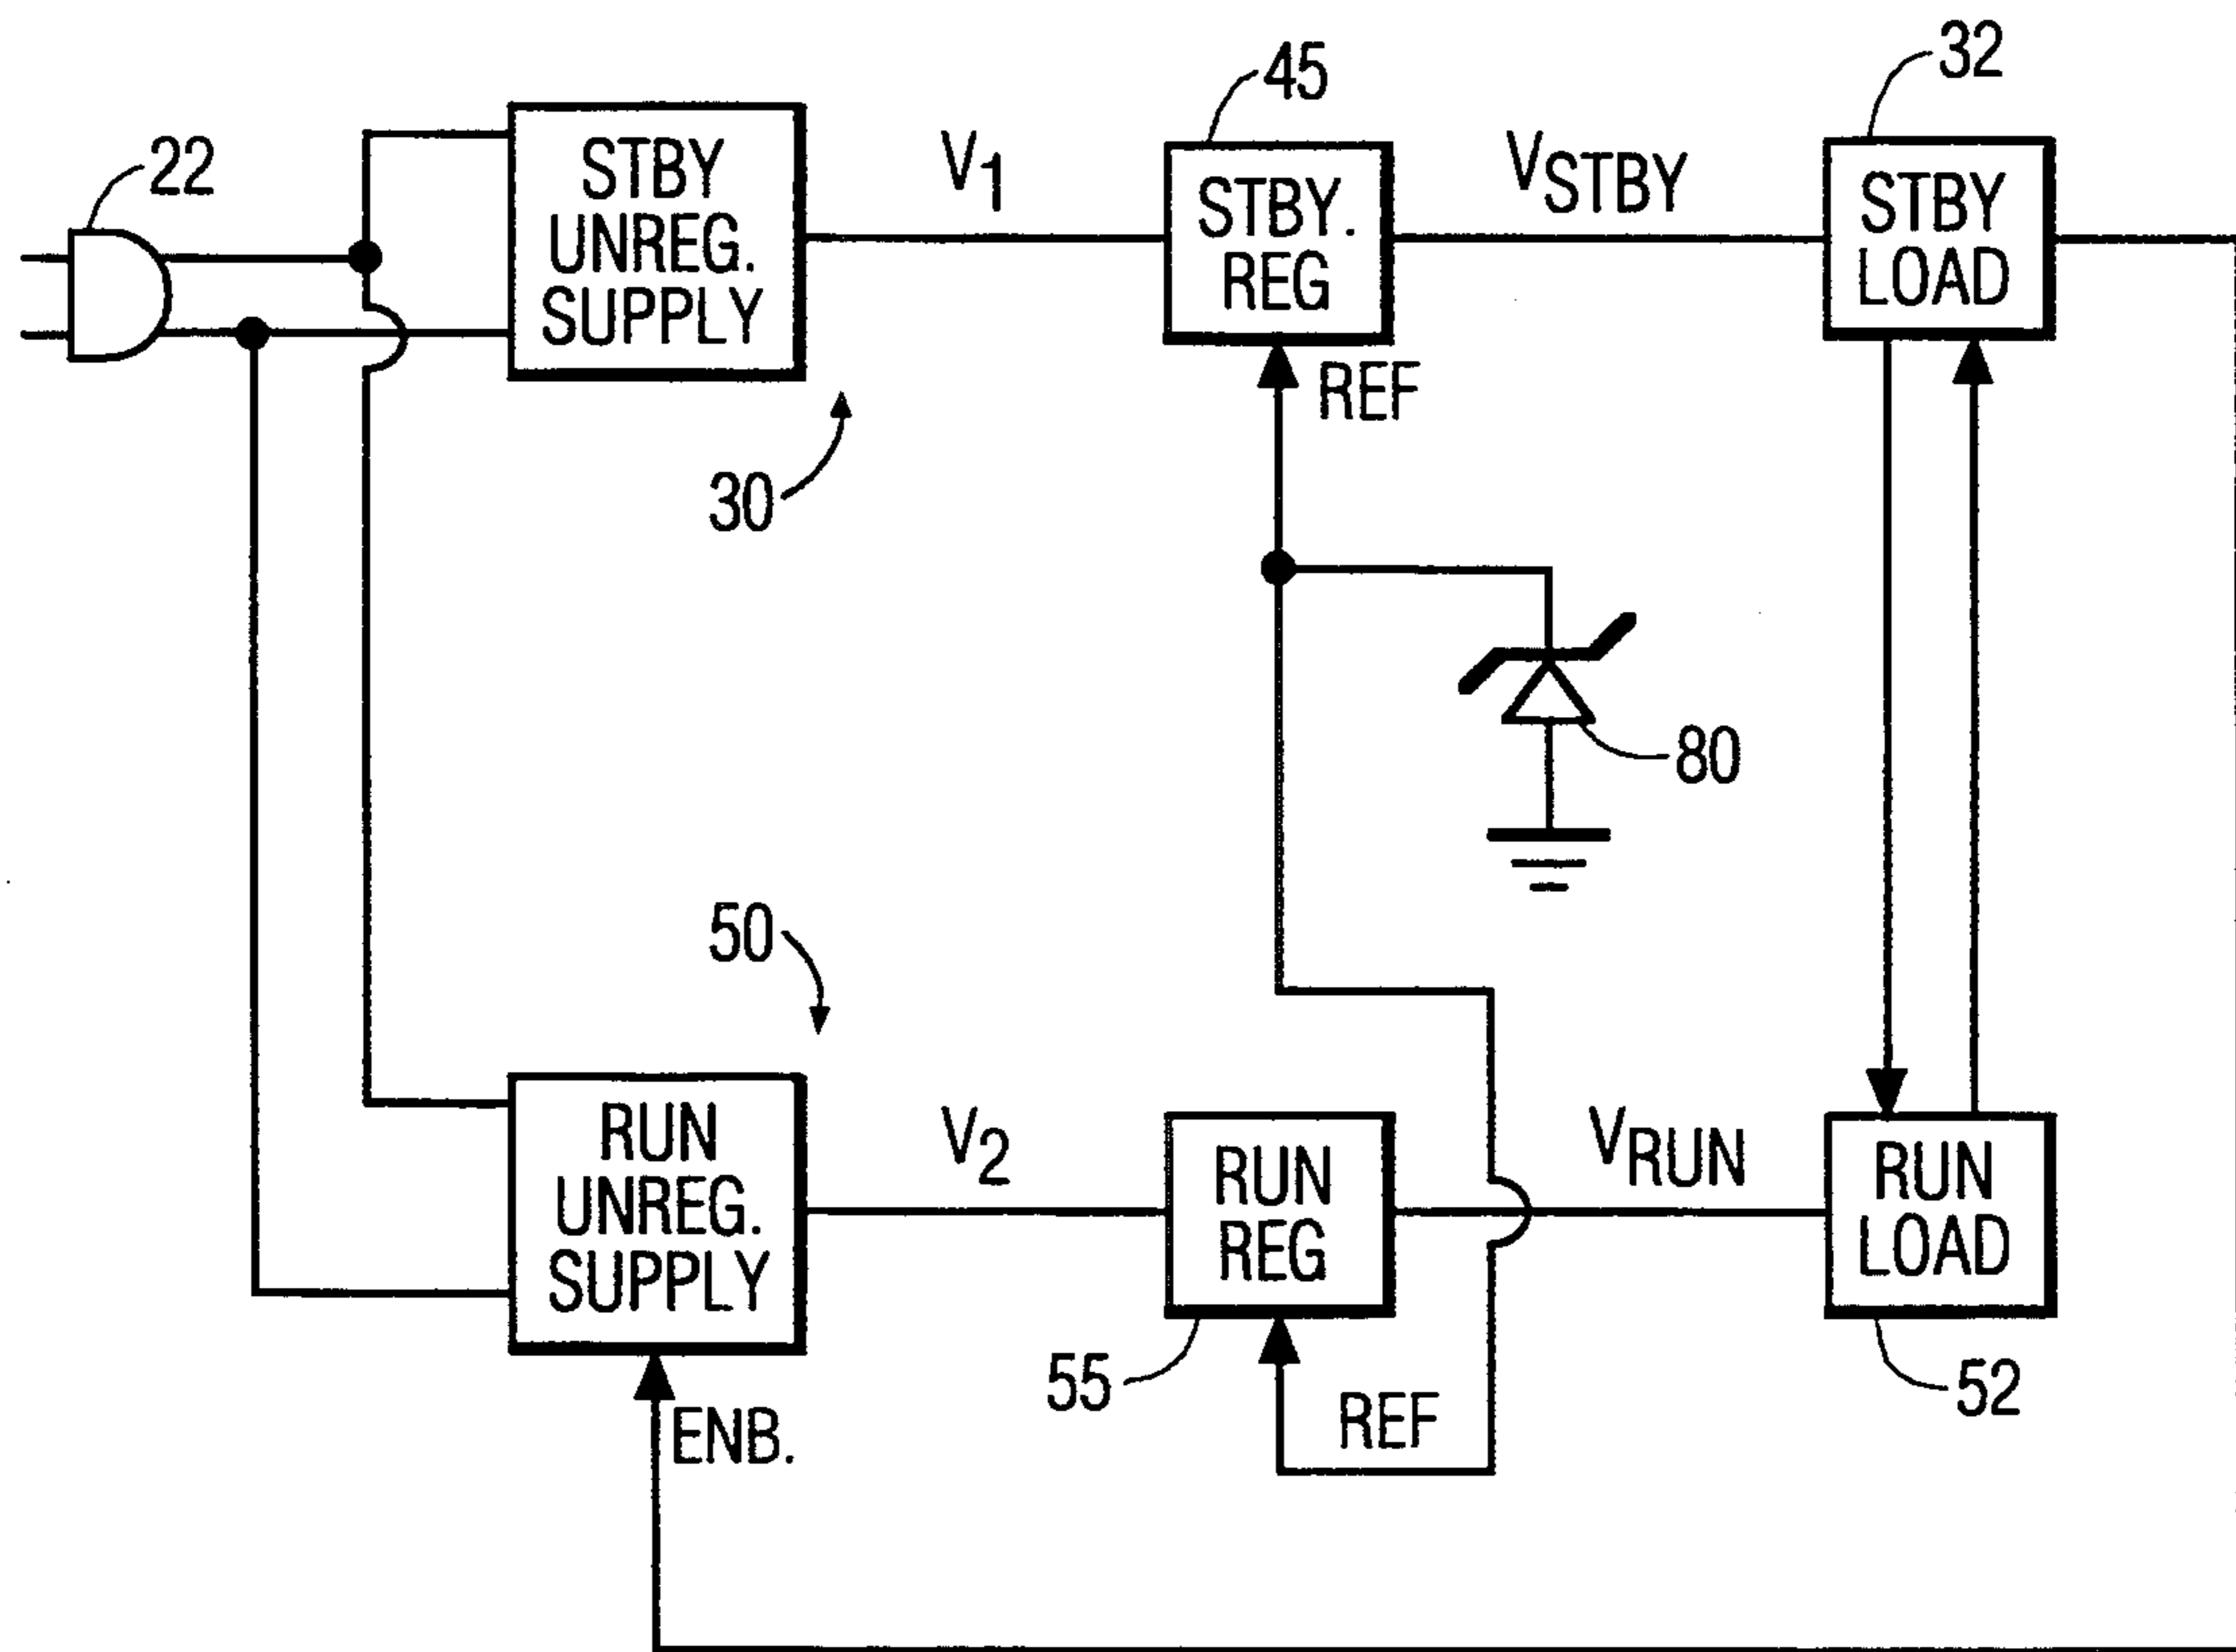 22
STBY
UNREG.
SUPPLY
30
V1
45
STBY.
REG
REF
VSTBY
32
STBY
LOAD
80
50
RUN
UNREG.
SUPPLY
ENB.
V2
RUN
REG
55
REF
VRUN
RUN
LOAD
52